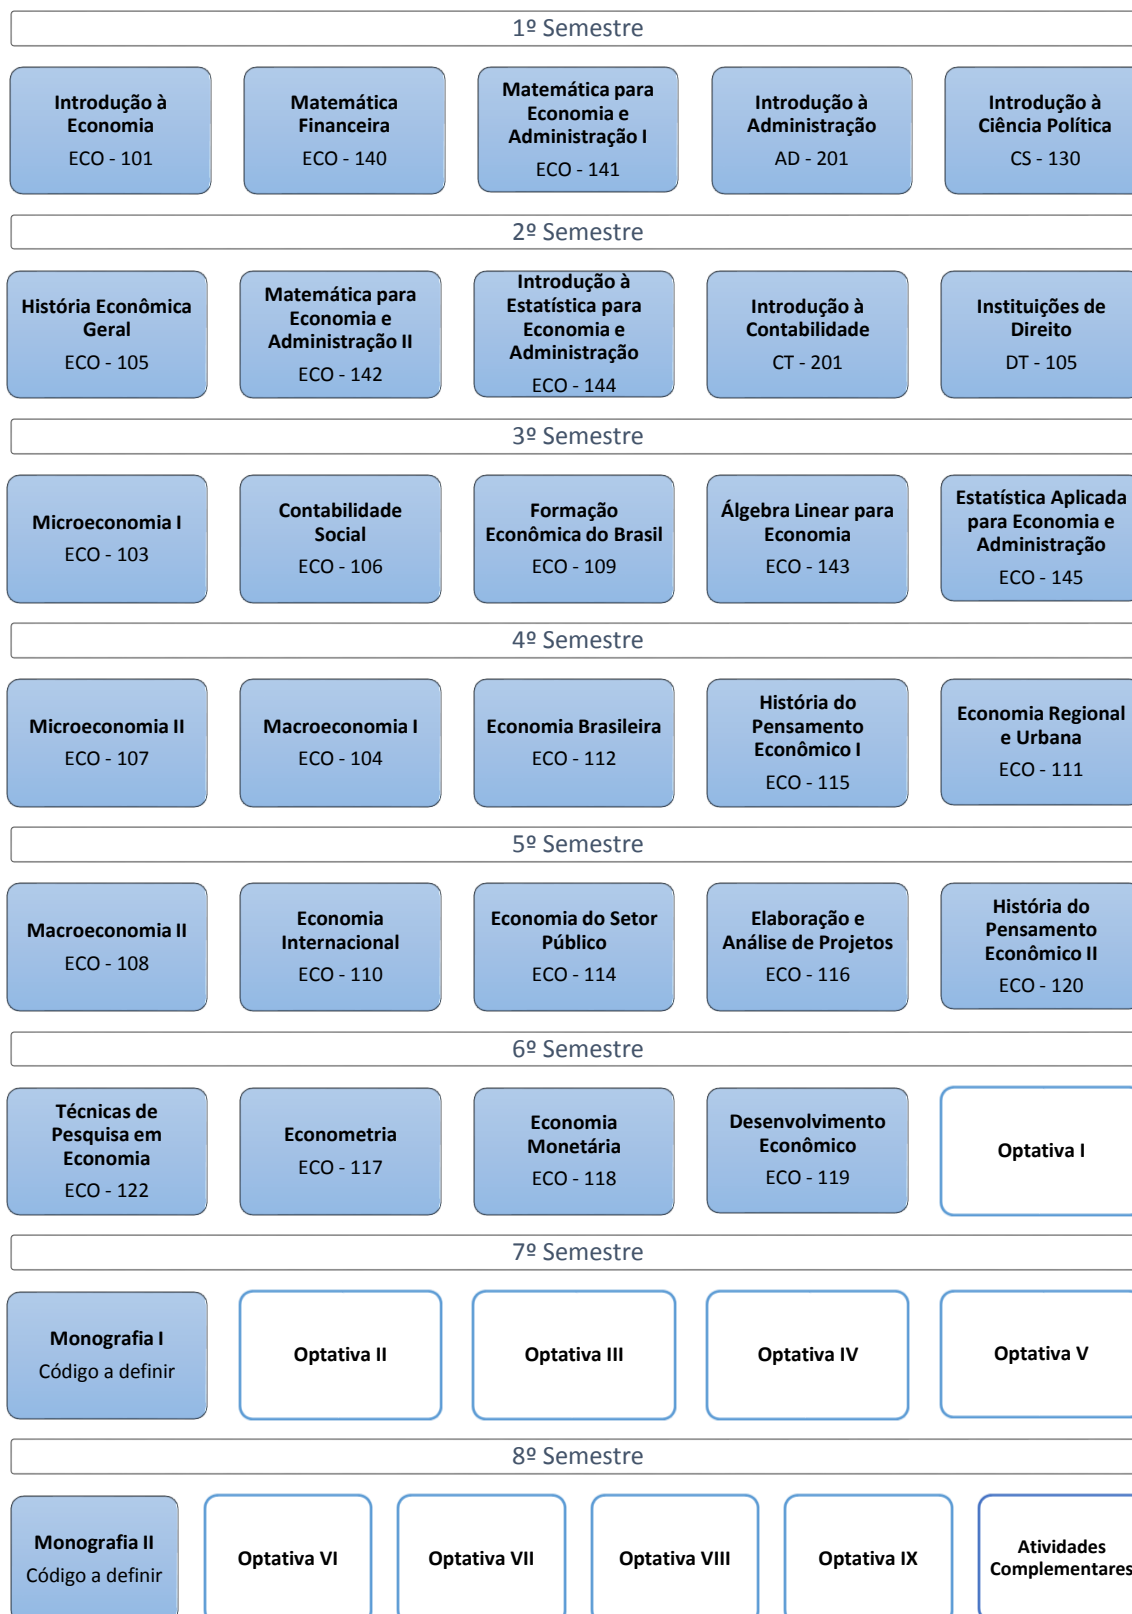 1º Semestre
Introdução à
Economia
ECO - 101
Matemática
Financeira
ECO - 140
Matemática para
Economia e
Administração I
ECO - 141
Introdução à
Administração
AD - 201
Introdução à
Ciência Política
CS - 130
2º Semestre
História Econômica
Geral
ECO - 105
Matemática para
Economia e
Administração II
ECO - 142
Introdução à
Estatística para
Economia e
Administração
ECO - 144
Introdução à
Contabilidade
CT - 201
Instituições de
Direito
DT - 105
3º Semestre
Microeconomia I
ECO - 103
Contabilidade
Social
ECO - 106
Formação
Econômica do Brasil
ECO - 109
Álgebra Linear para
Economia
ECO - 143
Estatística Aplicada
para Economia e
Administração
ECO - 145
4º Semestre
Microeconomia II
ECO - 107
Macroeconomia I
ECO - 104
Economia Brasileira
ECO - 112
História do
Pensamento
Econômico I
ECO - 115
Economia Regional
e Urbana
ECO - 111
5º Semestre
Macroeconomia II
ECO - 108
Economia
Internacional
ECO - 110
Economia do Setor
Público
ECO - 114
Elaboração e
Análise de Projetos
ECO - 116
História do
Pensamento
Econômico II
ECO - 120
6º Semestre
Técnicas de
Pesquisa em
Economia
ECO - 122
Econometria
ECO - 117
Economia
Monetária
ECO - 118
Desenvolvimento
Econômico
ECO - 119
Optativa I
7º Semestre
Monografia I
Código a definir
Optativa II
Optativa III
Optativa IV
Optativa V
8º Semestre
Monografia II
Código a definir
Optativa VI
Optativa VII
Optativa VIII
Optativa IX
Atividades
Complementares